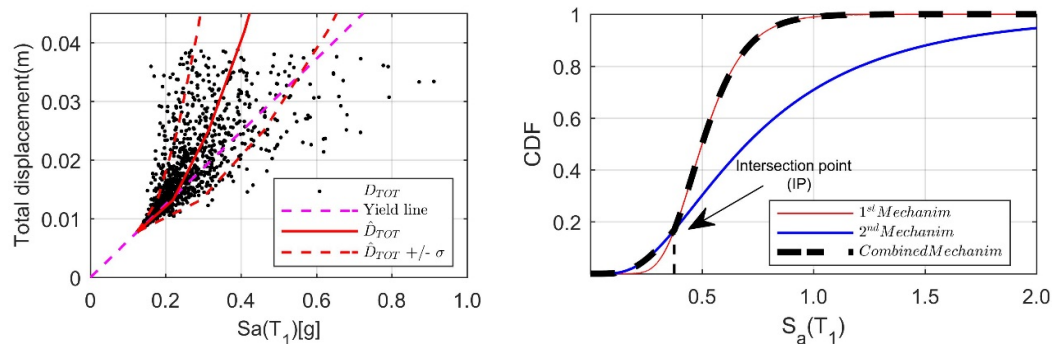 Total displacement(m)
0.04
0.03
0.02
0.01
0
0
0.2
0.4
0.6
0.8
1.0
Sa(T₁)[g]
D_TOT
Yield line
D̂_TOT
D̂_TOT +/- σ
CDF
1
0.8
0.6
0.4
0.2
0.5
1.0
1.5
2.0
S_a(T_1)
Intersection point
(IP)
1^st Mechanim
2^nd Mechanim
CombinedMechanim